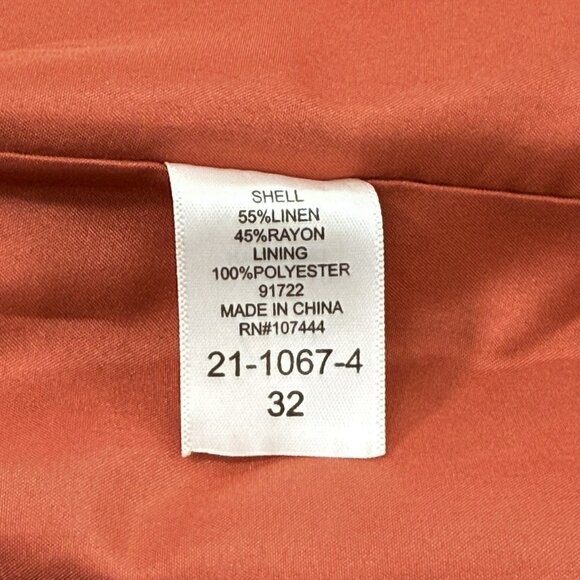 SHELL
55%LINEN
45%RAYON
LINING
100%POLYESTER
91722
MADE IN CHINA
RN#107444
21-1067-4
32